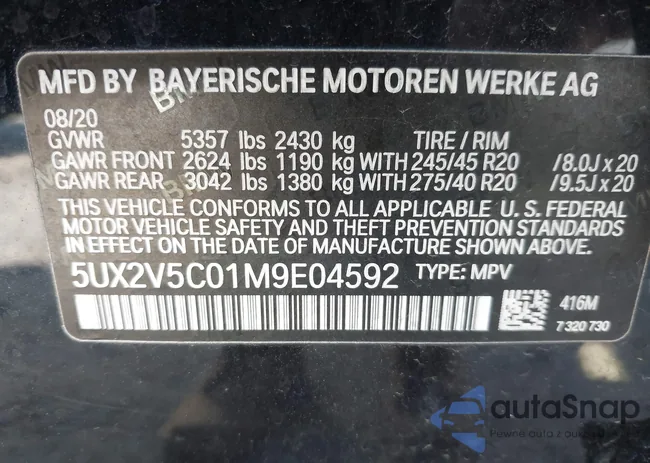 MFD BY BAYERISCHE MOTOREN WERKE AG
08/20
GVWR 5357 lbs 2430 kg TIRE / RIM
GAWR FRONT 2624 lbs 1190 kg WITH 245/45 R20 /8.0J x 20
GAWR REAR 3042 lbs 1380 kg WITH 275/40 R20 /9.5J x 20
THIS VEHICLE CONFORMS TO ALL APPLICABLE U. S. FEDERAL
MOTOR VEHICLE SAFETY AND THEFT PREVENTION STANDARDS
IN EFFECT ON THE DATE OF MANUFACTURE SHOWN ABOVE.
5UX2V5C01M9E04592 TYPE: MPV
416M
7 320 730
autoSnap
Pewne auta z aukcji